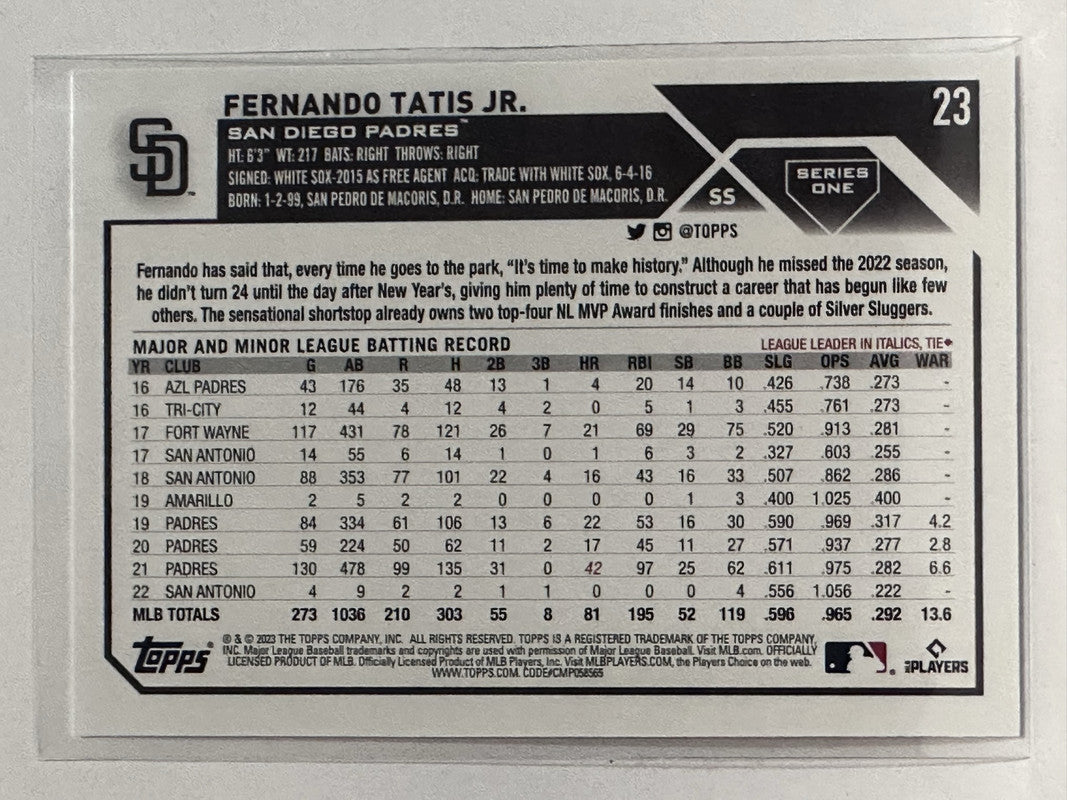 FERNANDO TATIS JR.
23
SD
SAN DIEGO PADRES™
HT: 6'3" WT: 217 BATS: RIGHT THROWS: RIGHT
SIGNED: WHITE SOX-2015 AS FREE AGENT ACQ: TRADE WITH WHITE SOX, 6-4-16
BORN: 1-2-99, SAN PEDRO DE MACORIS, D.R. HOME: SAN PEDRO DE MACORIS, D.R.
SS
SERIES
ONE
@TOPPS
Fernando has said that, every time he goes to the park, "It's time to make history." Although he missed the 2022 season,
he didn't turn 24 until the day after New Year's, giving him plenty of time to construct a career that has begun like few
others. The sensational shortstop already owns two top-four NL MVP Award finishes and a couple of Silver Sluggers.
MAJOR AND MINOR LEAGUE BATTING RECORD LEAGUE LEADER IN ITALICS, TIE◆
YR CLUB G AB R H 2B 3B HR RBI SB BB SLG OPS AVG WAR
16 AZL PADRES 43 176 35 48 13 1 4 20 14 10 .426 .738 .273 -
16 TRI-CITY 12 44 4 12 4 2 0 5 1 3 .455 .761 .273 -
17 FORT WAYNE 117 431 78 121 26 7 21 69 29 75 .520 .913 .281 -
17 SAN ANTONIO 14 55 6 14 1 0 1 6 3 2 .327 .603 .255 -
18 SAN ANTONIO 88 353 77 101 22 4 16 43 16 33 .507 .862 .286 -
19 AMARILLO 2 5 2 2 0 0 0 0 1 3 .400 1.025 .400 -
19 PADRES 84 334 61 106 13 6 22 53 16 30 .590 .969 .317 4.2
20 PADRES 59 224 50 62 11 2 17 45 11 27 .571 .937 .277 2.8
21 PADRES 130 478 99 135 31 0 42 97 25 62 .611 .975 .282 6.6
22 SAN ANTONIO 4 9 2 2 1 1 0 0 0 4 .556 1.056 .222 -
MLB TOTALS 273 1036 210 303 55 8 81 195 52 119 .596 .965 .292 13.6
Topps®
® & © 2023 THE TOPPS COMPANY, INC. ALL RIGHTS RESERVED. TOPPS IS A REGISTERED TRADEMARK OF THE TOPPS COMPANY,
INC. Major League Baseball trademarks and copyrights are used with permission of Major League Baseball. Visit MLB.com. OFFICIALLY
LICENSED PRODUCT OF MLB. Officially Licensed Product of MLB Players, Inc. Visit MLBPLAYERS.COM, the Players Choice on the web.
WWW.TOPPS.COM. CODE#CMP058565
MLB PLAYERS